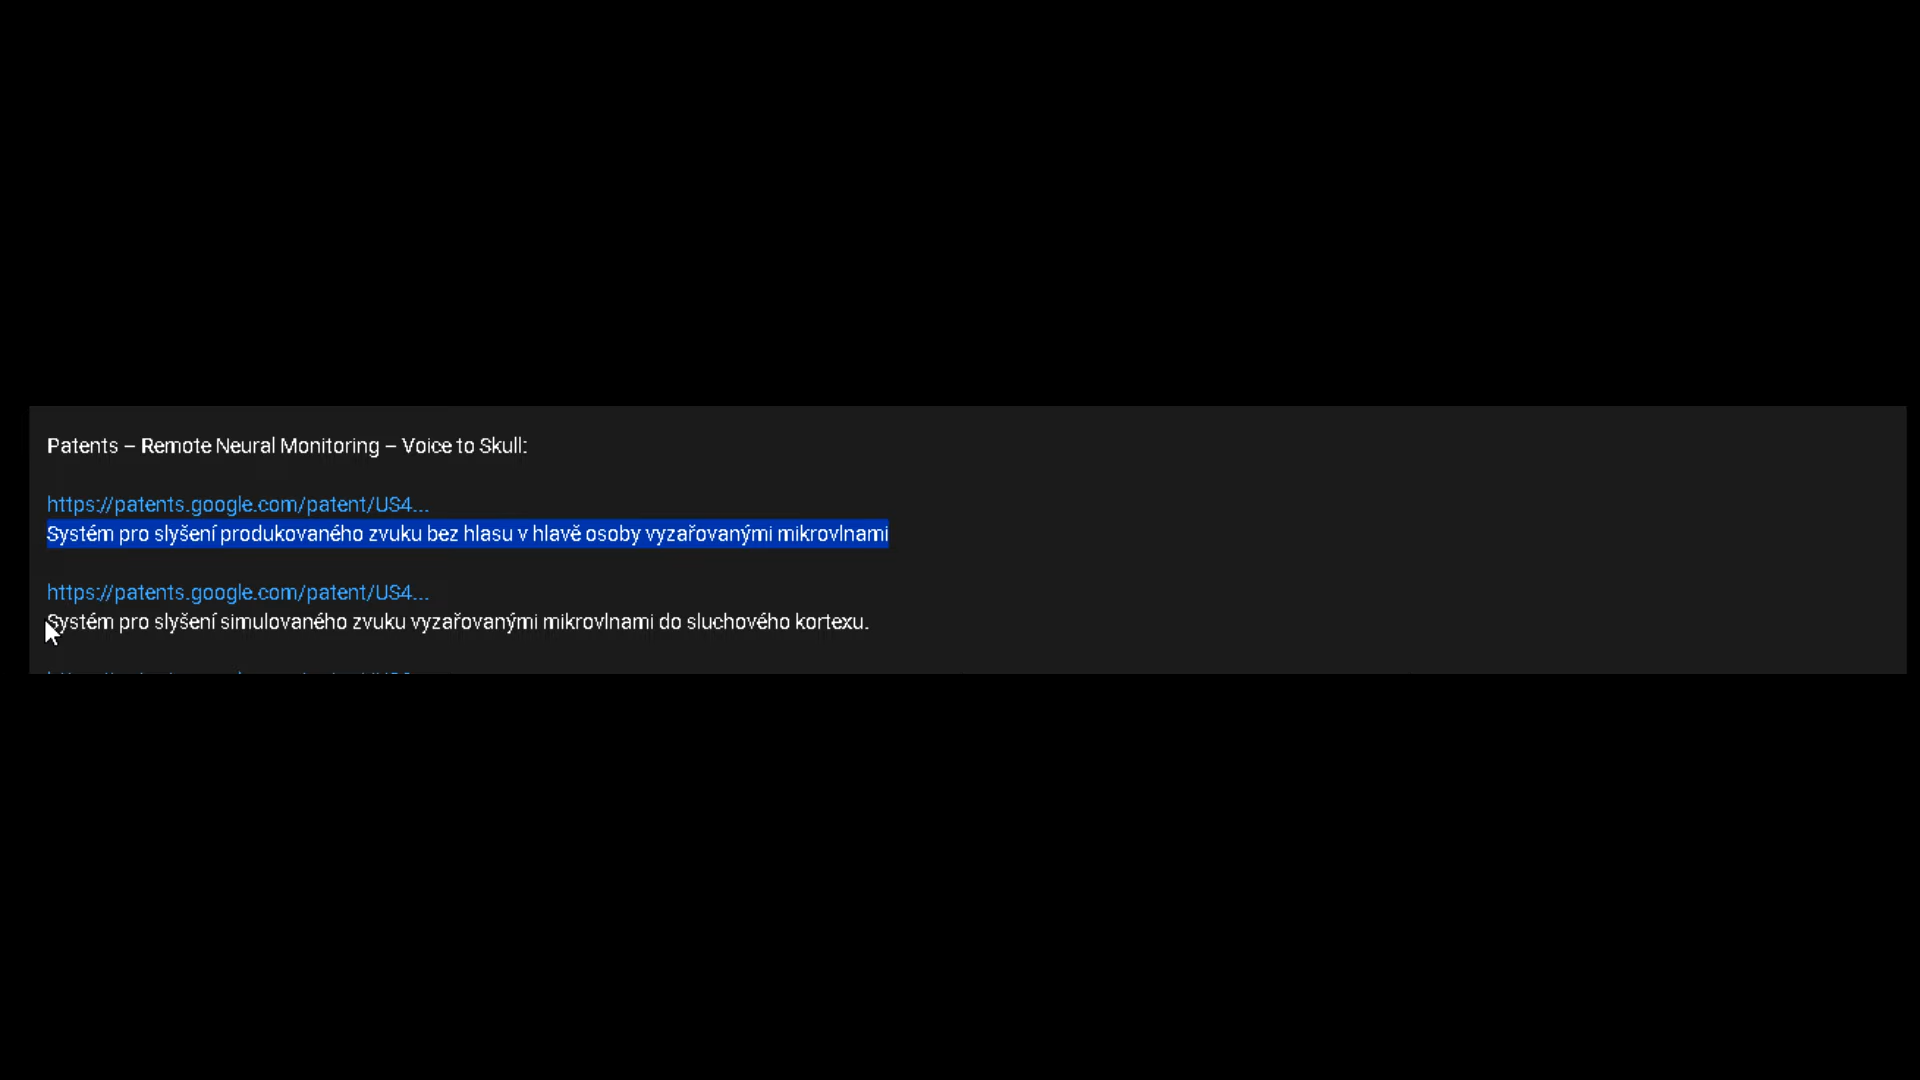 Patents – Remote Neural Monitoring – Voice to Skull:
https://patents.google.com/patent/US4...
Systém pro slyšení produkovaného zvuku bez hlasu v hlavě osoby vyzařovanými mikrovlnami
https://patents.google.com/patent/US4...
Systém pro slyšení simulovaného zvuku vyzařovanými mikrovlnami do sluchového kortexu.